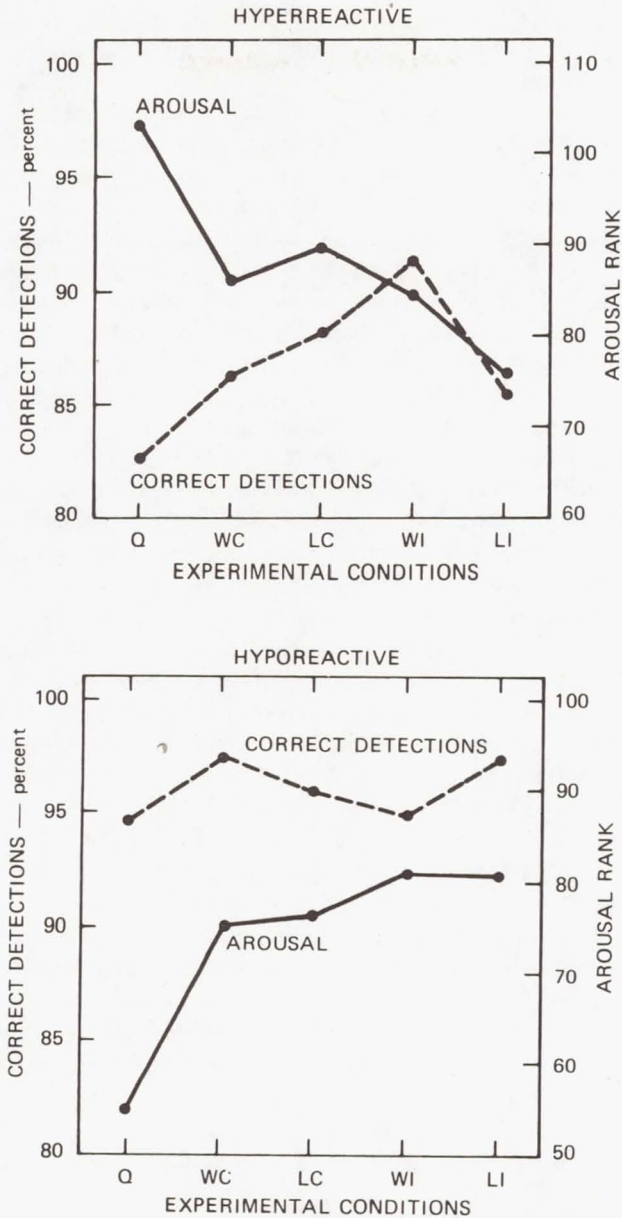 HYPERREACTIVE
100
95
90
85
80
CORRECT DETECTIONS — percent
AROUSAL
CORRECT DETECTIONS
110
100
90
80
70
60
AROUSAL RANK
Q WC LC WI LI
EXPERIMENTAL CONDITIONS
HYPOREACTIVE
100
95
90
85
80
CORRECT DETECTIONS — percent
CORRECT DETECTIONS
AROUSAL
100
90
80
70
60
50
AROUSAL RANK
Q WC LC WI LI
EXPERIMENTAL CONDITIONS